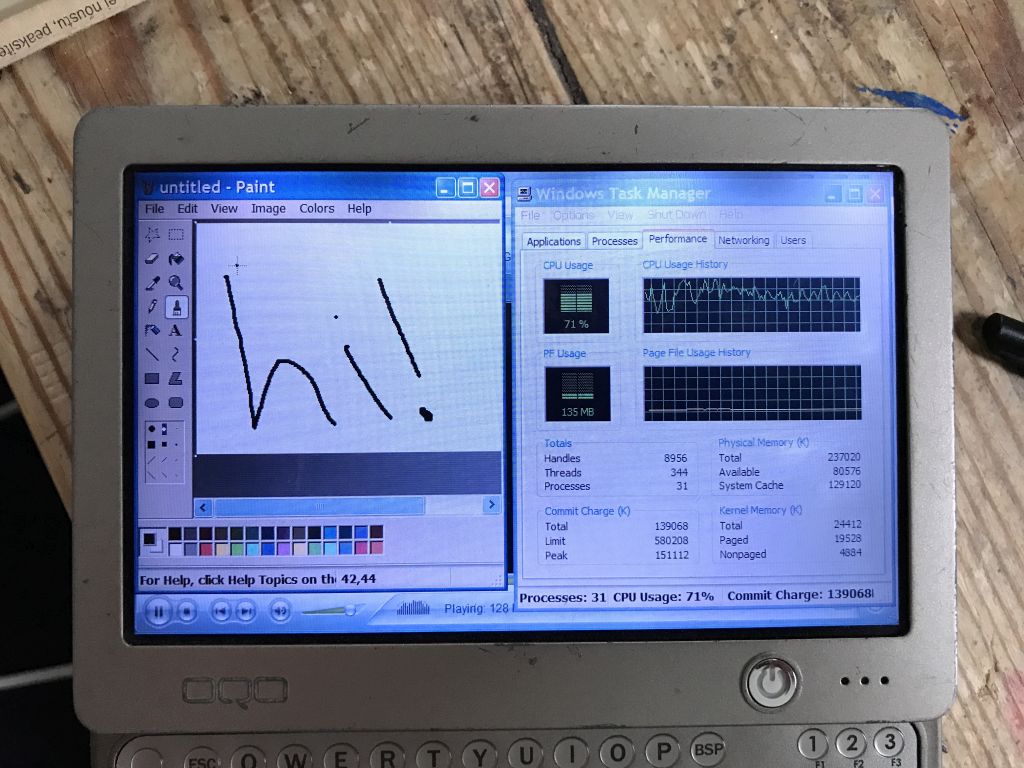 untitled - Paint
File Edit View Image Colors Help
hi!
For Help, click Help Topics on th 42,44
Playing: 128
Windows Task Manager
File Options View Shut Down Help
Applications Processes Performance Networking Users
CPU Usage CPU Usage History
71 %
PF Usage Page File Usage History
135 MB
Totals
Handles 8956
Threads 344
Processes 31
Physical Memory (K)
Total 237020
Available 80576
System Cache 129120
Commit Charge (K)
Total 139068
Limit 580208
Peak 151112
Kernel Memory (K)
Total 24412
Paged 19528
Nonpaged 4884
Processes: 31 CPU Usage: 71% Commit Charge: 139068
OQO
ESC Q W E R T Y U I O P BSP 1 2 3
F1 F2 F3